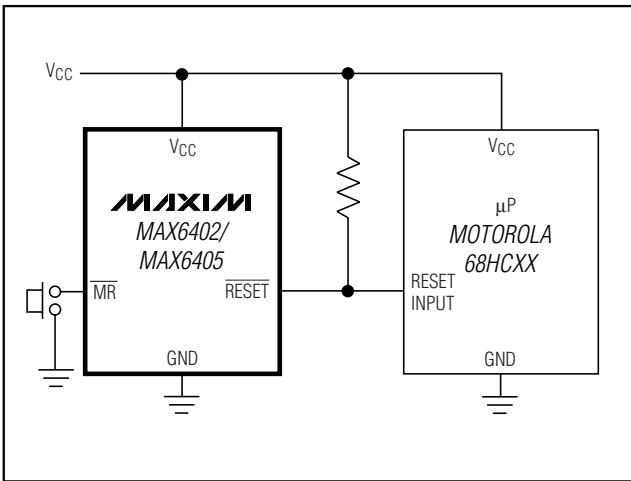 VCC
VCC
MAXIM
MAX6402/
MAX6405
MR
RESET
GND
VCC
µP
MOTOROLA
68HCXX
RESET
INPUT
GND